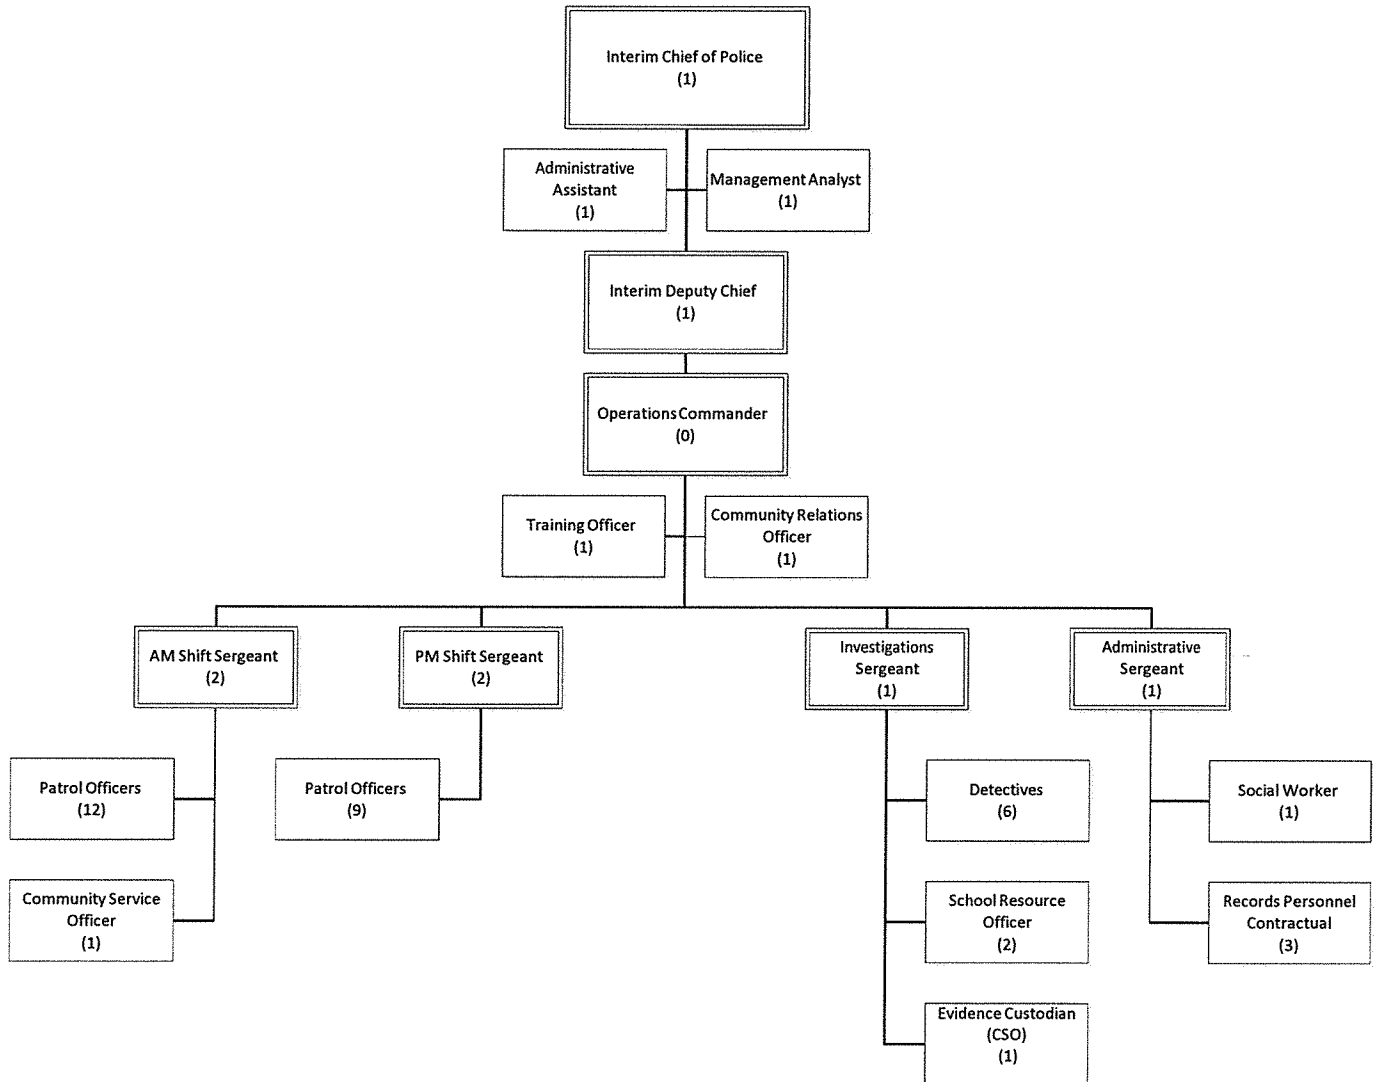 Interim Chief of Police
(1)
Administrative
Assistant
(1)
Management Analyst
(1)
Interim Deputy Chief
(1)
Operations Commander
(0)
Training Officer
(1)
Community Relations
Officer
(1)
AM Shift Sergeant
(2)
PM Shift Sergeant
(2)
Investigations
Sergeant
(1)
Administrative
Sergeant
(1)
Patrol Officers
(12)
Patrol Officers
(9)
Detectives
(6)
Social Worker
(1)
Community Service
Officer
(1)
School Resource
Officer
(2)
Records Personnel
Contractual
(3)
Evidence Custodian
(CSO)
(1)